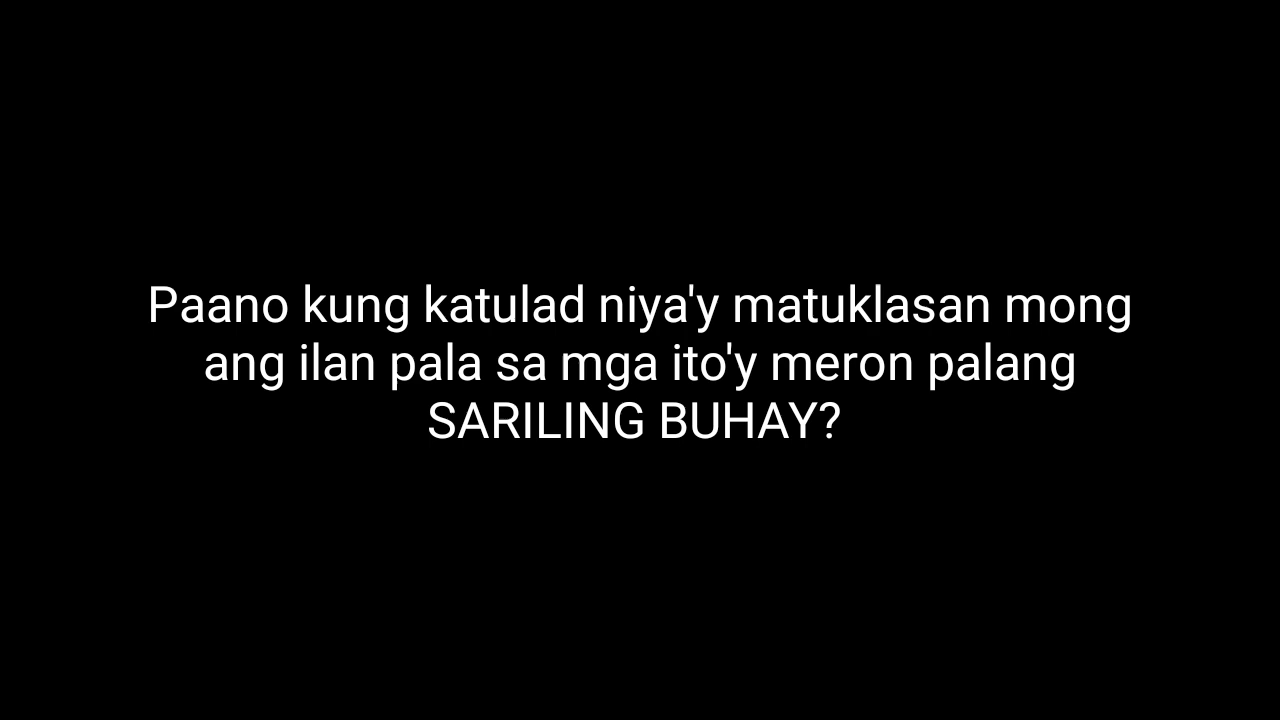 Paano kung katulad niya'y matuklasan mong
ang ilan pala sa mga ito'y meron palang
SARILING BUHAY?